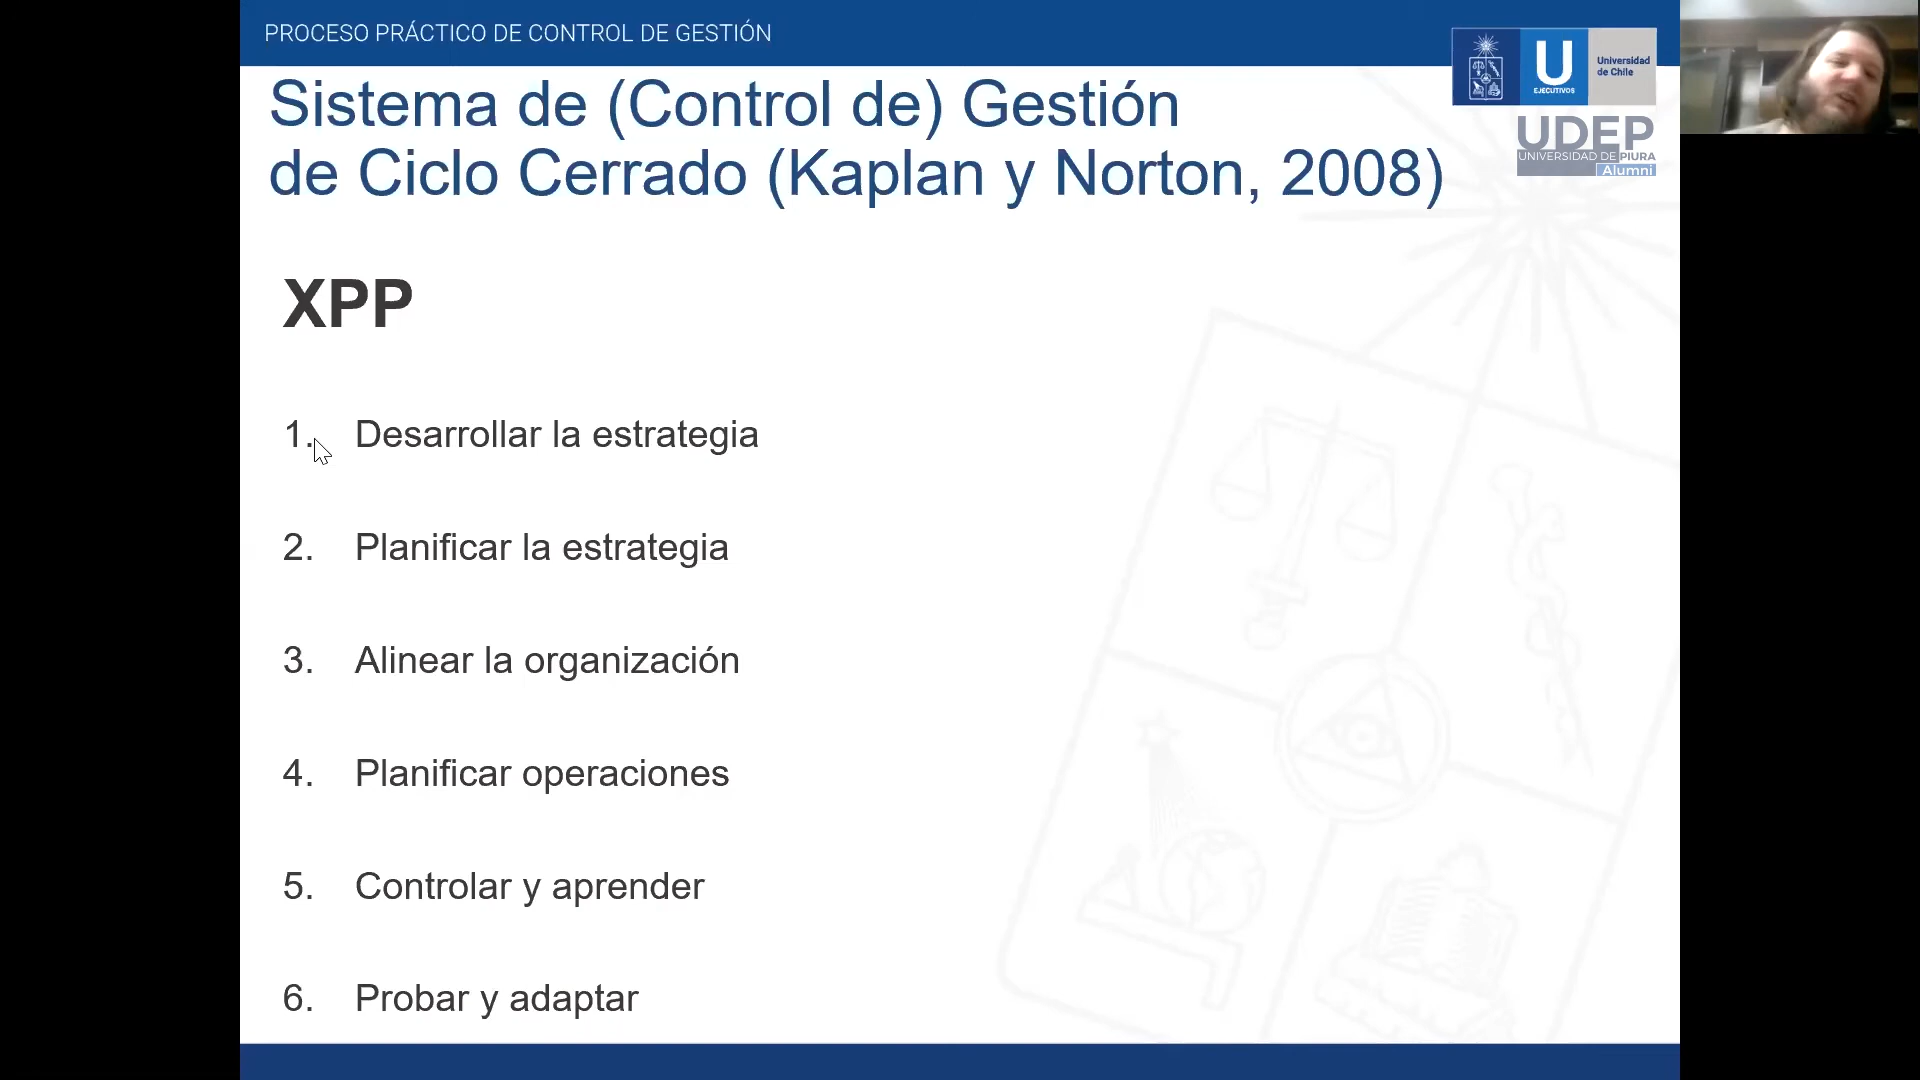 PROCESO PRÁCTICO DE CONTROL DE GESTIÓN
Sistema de (Control de) Gestión
de Ciclo Cerrado (Kaplan y Norton, 2008)
U
EJECUTIVOS
Universidad
de Chile
UDEP
UNIVERSIDAD DE PIURA
Alumni
XPP
1. Desarrollar la estrategia
2. Planificar la estrategia
3. Alinear la organización
4. Planificar operaciones
5. Controlar y aprender
6. Probar y adaptar